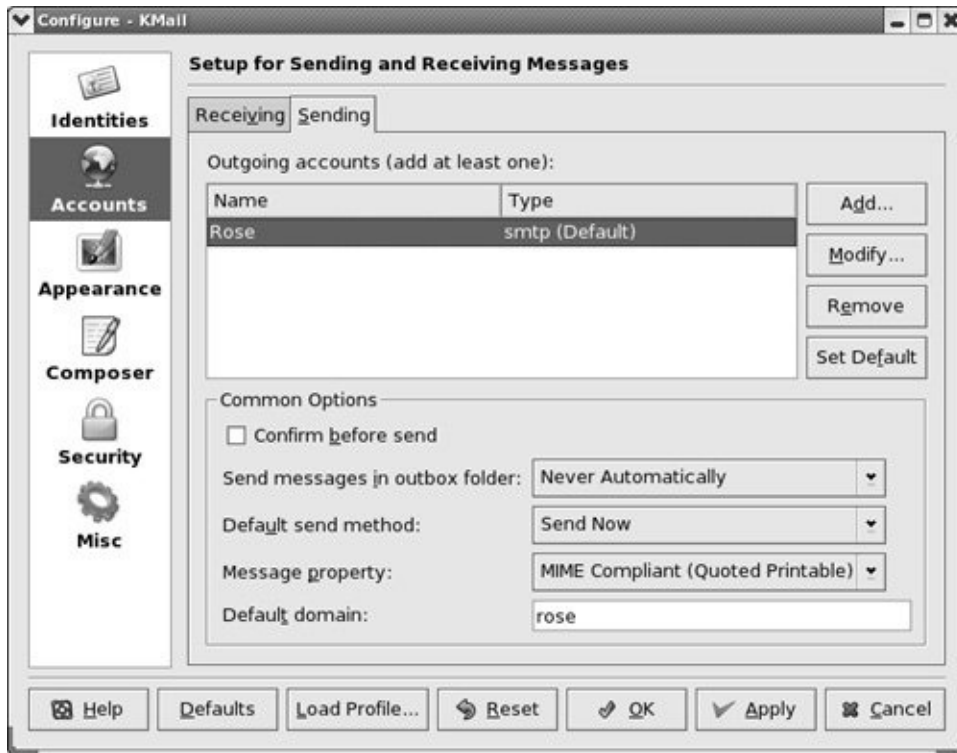 Configure - KMail
Identities
Accounts
Appearance
Composer
Security
Misc
Setup for Sending and Receiving Messages
Receiving Sending
Outgoing accounts (add at least one):
Name Type
Rose smtp (Default)
Add...
Modify...
Remove
Set Default
Common Options
Confirm before send
Send messages in outbox folder: Never Automatically
Default send method: Send Now
Message property: MIME Compliant (Quoted Printable)
Default domain: rose
Help Defaults Load Profile... Reset OK Apply Cancel